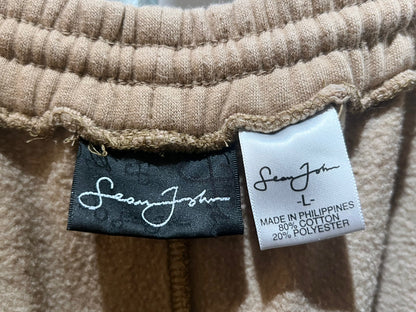 Sean John
Sean John
-L-
MADE IN PHILIPPINES
80% COTTON
20% POLYESTER